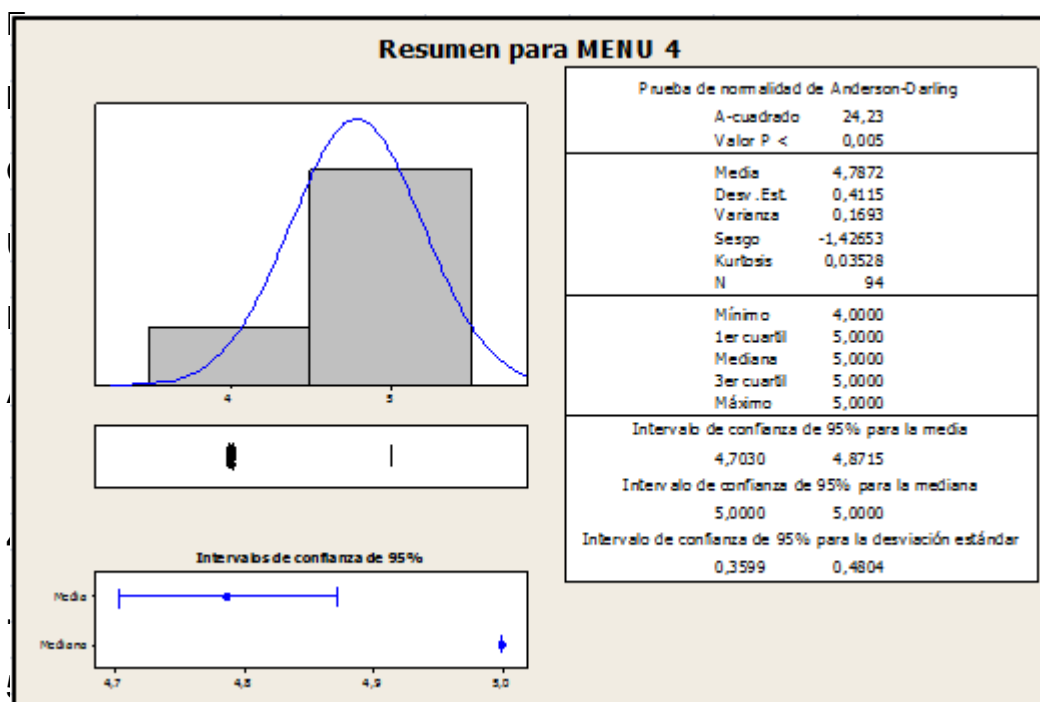 Resumen para MENU 4
4
5
Intervalos de confianza de 95%
Media
Mediana
4,7
4,8
4,9
5,0
Prueba de normalidad de Anderson-Darling
A-cuadrado 24,23
Valor P < 0,005
Media 4,7872
Desv.Est. 0,4115
Varianza 0,1693
Sesgo -1,42653
Kurtosis 0,03528
N 94
Mínimo 4,0000
1er cuartil 5,0000
Mediana 5,0000
3er cuartil 5,0000
Máximo 5,0000
Intervalo de confianza de 95% para la media
4,7030 4,8715
Intervalo de confianza de 95% para la mediana
5,0000 5,0000
Intervalo de confianza de 95% para la desviación estándar
0,3599 0,4804